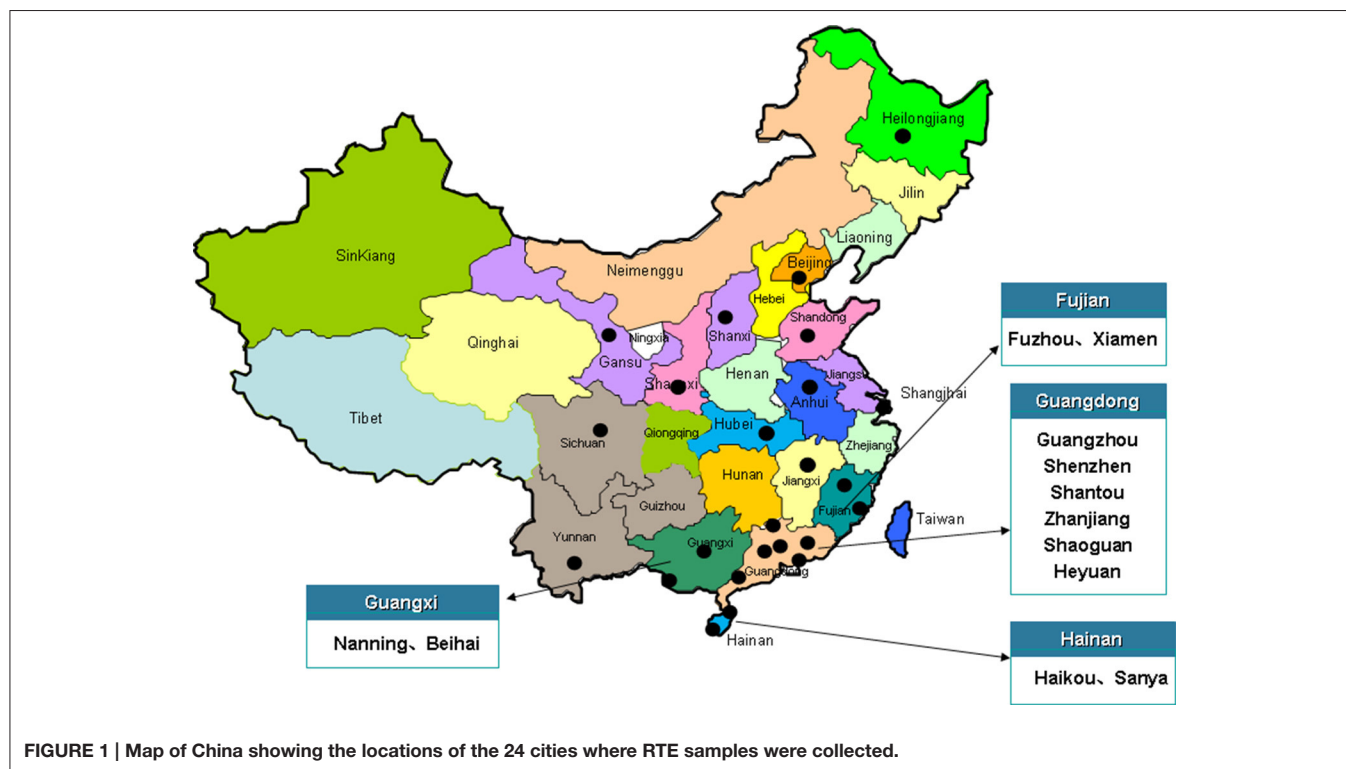 Heilongjiang
Jilin
Liaoning
Beijing
SinKiang
Neimenggu
Hebei
Shandong
Ningxia
Shanxi
Qinghai
Gansu
Henan
Jiangsu
Shangjhai
Anhui
Tibet
Hubei
Sichuan
Qiongqing
Zhejiang
Hunan
Jiangxi
Guizhou
Fujian
Taiwan
Yunnan
Guangxi
Guangdong
Hainan
Fujian
Fuzhou、Xiamen
Guangdong
Guangzhou
Shenzhen
Shantou
Zhanjiang
Shaoguan
Heyuan
Guangxi
Nanning、Beihai
Hainan
Haikou、Sanya
FIGURE 1 | Map of China showing the locations of the 24 cities where RTE samples were collected.